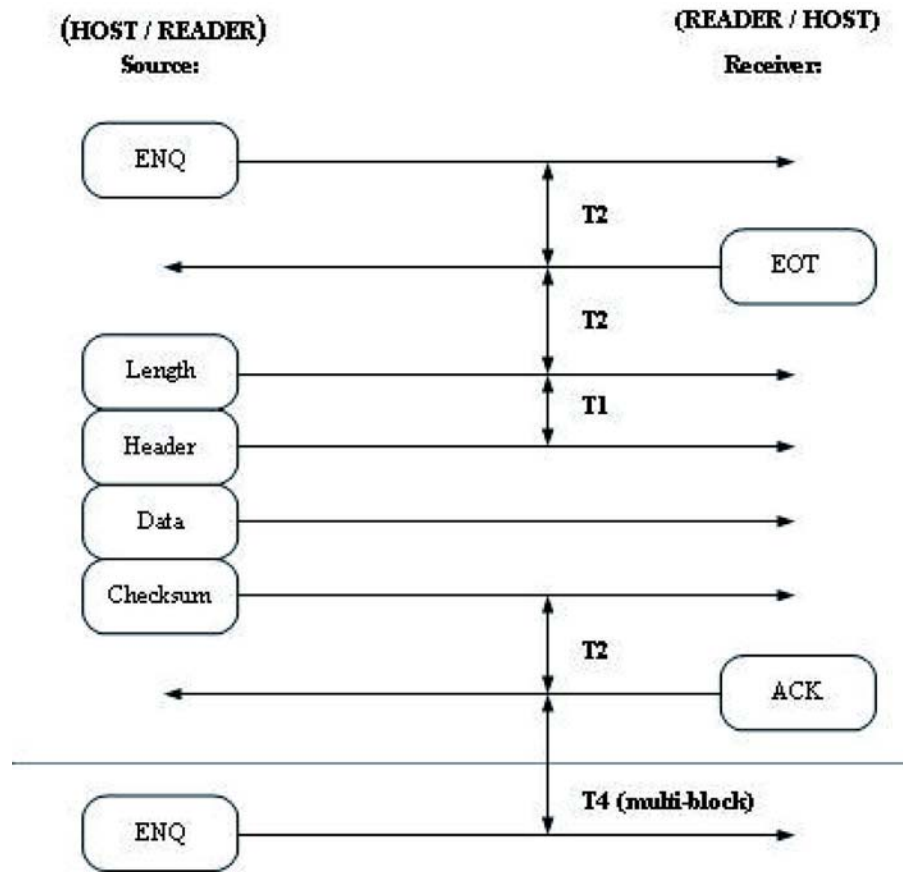 (HOST / READER)
Source:
(READER / HOST)
Receiver:
ENQ
T2
EOT
T2
Length
T1
Header
Data
Checksum
T2
ACK
T4 (multi-block)
ENQ